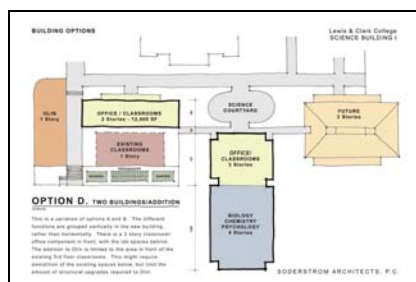 BUILDING OPTIONS
Lewis & Clark College
SCIENCE BUILDING I
OLIN
1 Story
OFFICE / CLASSROOMS
2 Stories - 12,000 SF
SCIENCE
COURTYARD
FUTURE
3 Stories
EXISTING
CLASSROOMS
1 Story
OFFICE/
CLASSROOMS
3 Stories
OPTION D. TWO BUILDINGS/ADDITION
BIOLOGY
CHEMISTRY
PSYCHOLOGY
4 Stories
This is a variation of options A and B. The different
functions are grouped vertically in the new building,
rather than horizontally. There is a 3 story classroom/
office component in front, with the lab spaces behind.
The addition to Olin is limited to the area in front of the
existing 3rd floor classrooms. This might require
demolition of the existing spaces below, but limit the
amount of structural upgrades required to Olin.
SODERSTROM ARCHITECTS, P.C